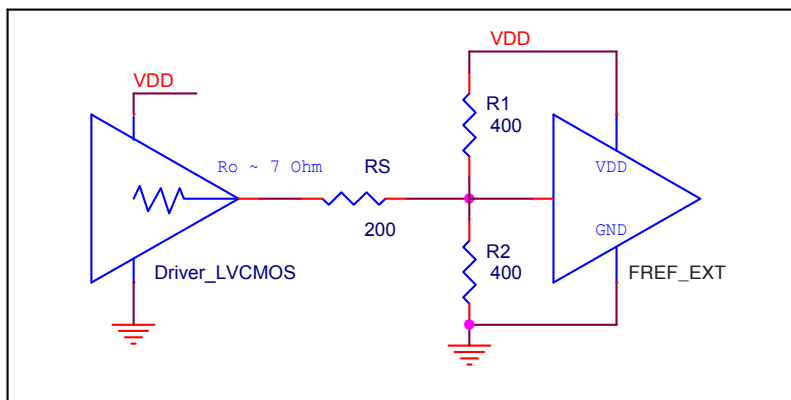 VDD
VDD
R1
400
Ro ~ 7 Ohm
RS
VDD
200
GND
R2
400
Driver_LVCMOS
FREF_EXT